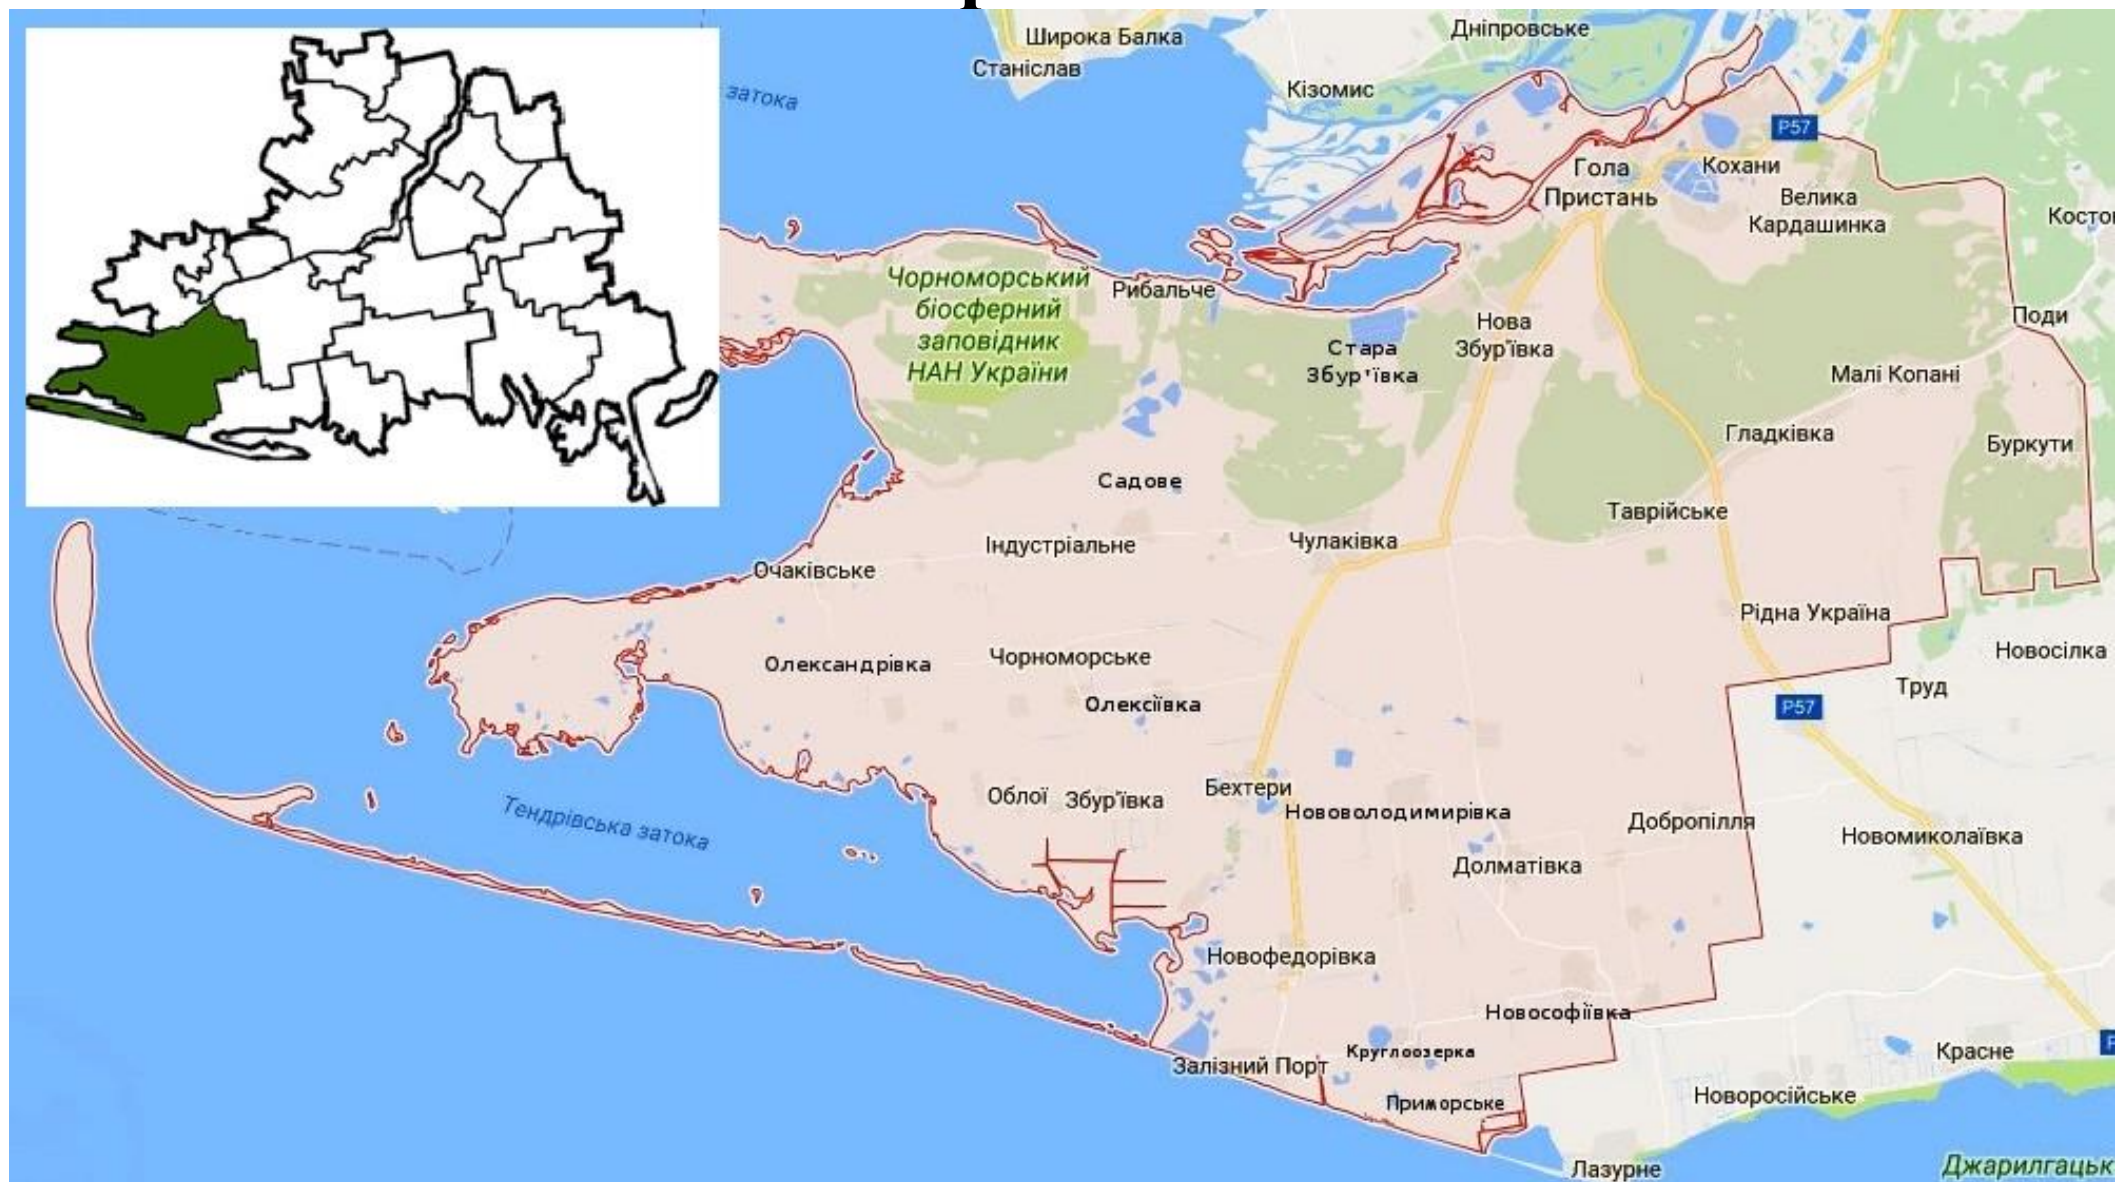 Широка Балка
Дніпровське
Станіслав
затока
Кізомис
P57
Гола
Пристань
Кохани
Велика
Кардашинка
Косто
Чорноморський
біосферний
заповідник
НАН України
Рибальче
Нова
Збур'ївка
Стара
Збур'ївка
Поди
Малі Копані
Гладківка
Буркути
Садове
Таврійське
Індустріальне
Чулаківка
Очаківське
Рідна Україна
Олександрівка
Чорноморське
Новосілка
Олексіївка
Труд
P57
Бехтери
Облої
Збур'ївка
Нововолодимирівка
Тендрівська затока
Добропілля
Новомиколаївка
Долматівка
Новофедорівка
Новософіївка
Круглоозерка
Залізний Порт
Красне
Приморське
Новоросійське
Лазурне
Джарилгацьк